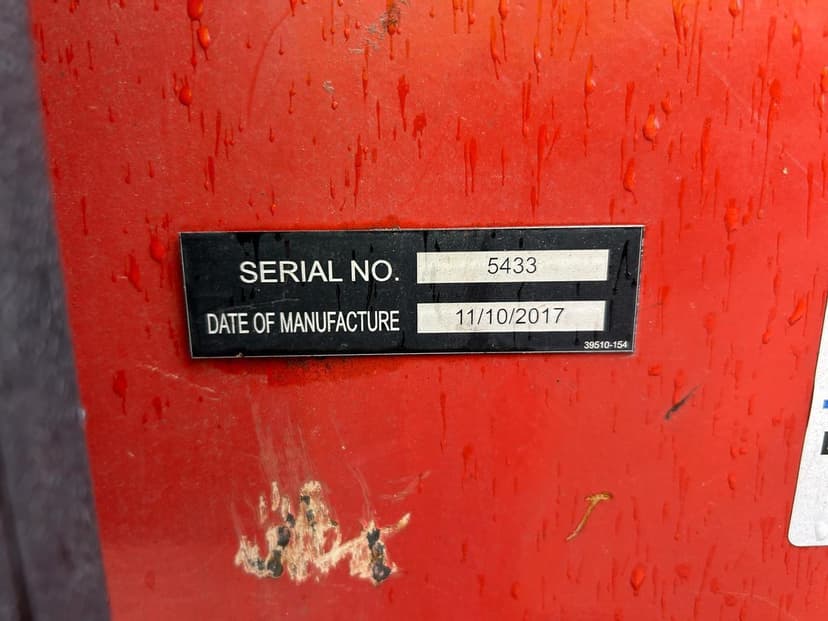 SERIAL NO. 5433
DATE OF MANUFACTURE 11/10/2017
39510-154